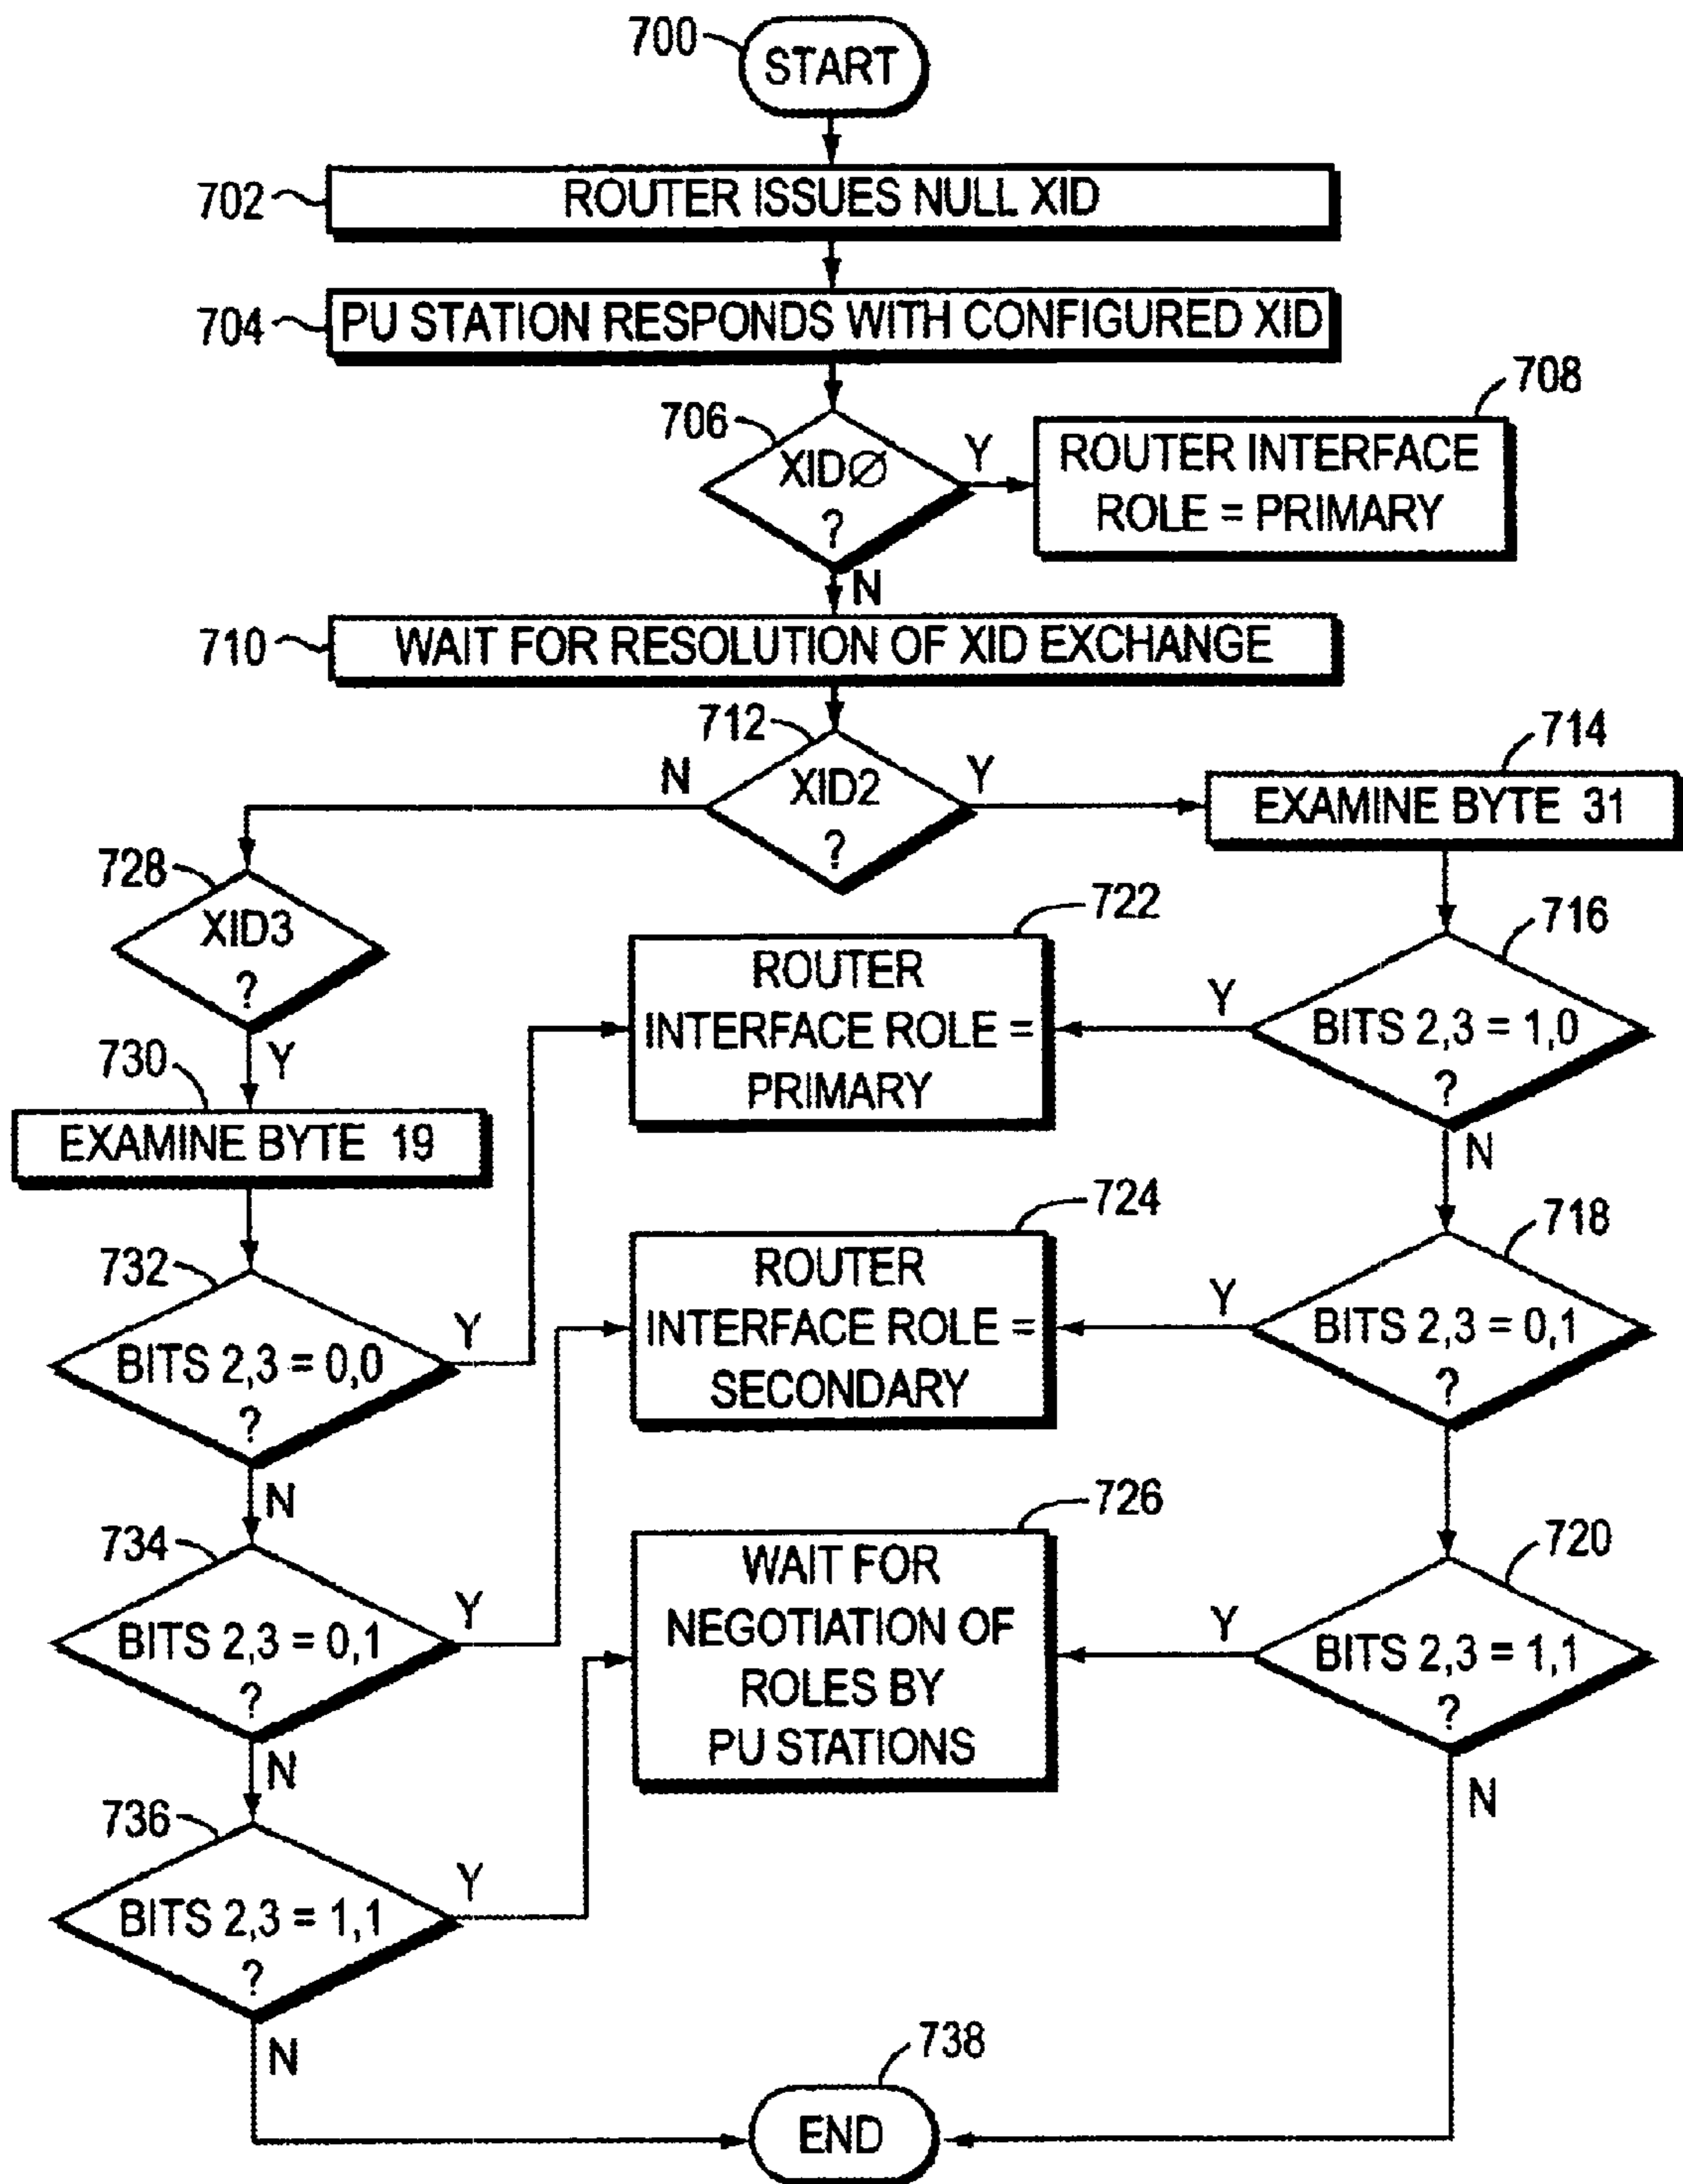 700
START
702
ROUTER ISSUES NULL XID
704
PU STATION RESPONDS WITH CONFIGURED XID
706
XIDØ
?
Y
708
ROUTER INTERFACE
ROLE = PRIMARY
N
710
WAIT FOR RESOLUTION OF XID EXCHANGE
712
XID2
?
N
Y
714
EXAMINE BYTE 31
728
XID3
?
Y
722
ROUTER
INTERFACE ROLE =
PRIMARY
716
BITS 2,3 = 1,0
?
Y
N
730
EXAMINE BYTE 19
724
ROUTER
INTERFACE ROLE =
SECONDARY
718
BITS 2,3 = 0,1
?
Y
732
BITS 2,3 = 0,0
?
Y
N
726
WAIT FOR
NEGOTIATION OF
ROLES BY
PU STATIONS
720
BITS 2,3 = 1,1
?
Y
N
734
BITS 2,3 = 0,1
?
Y
N
736
BITS 2,3 = 1,1
?
Y
N
738
END